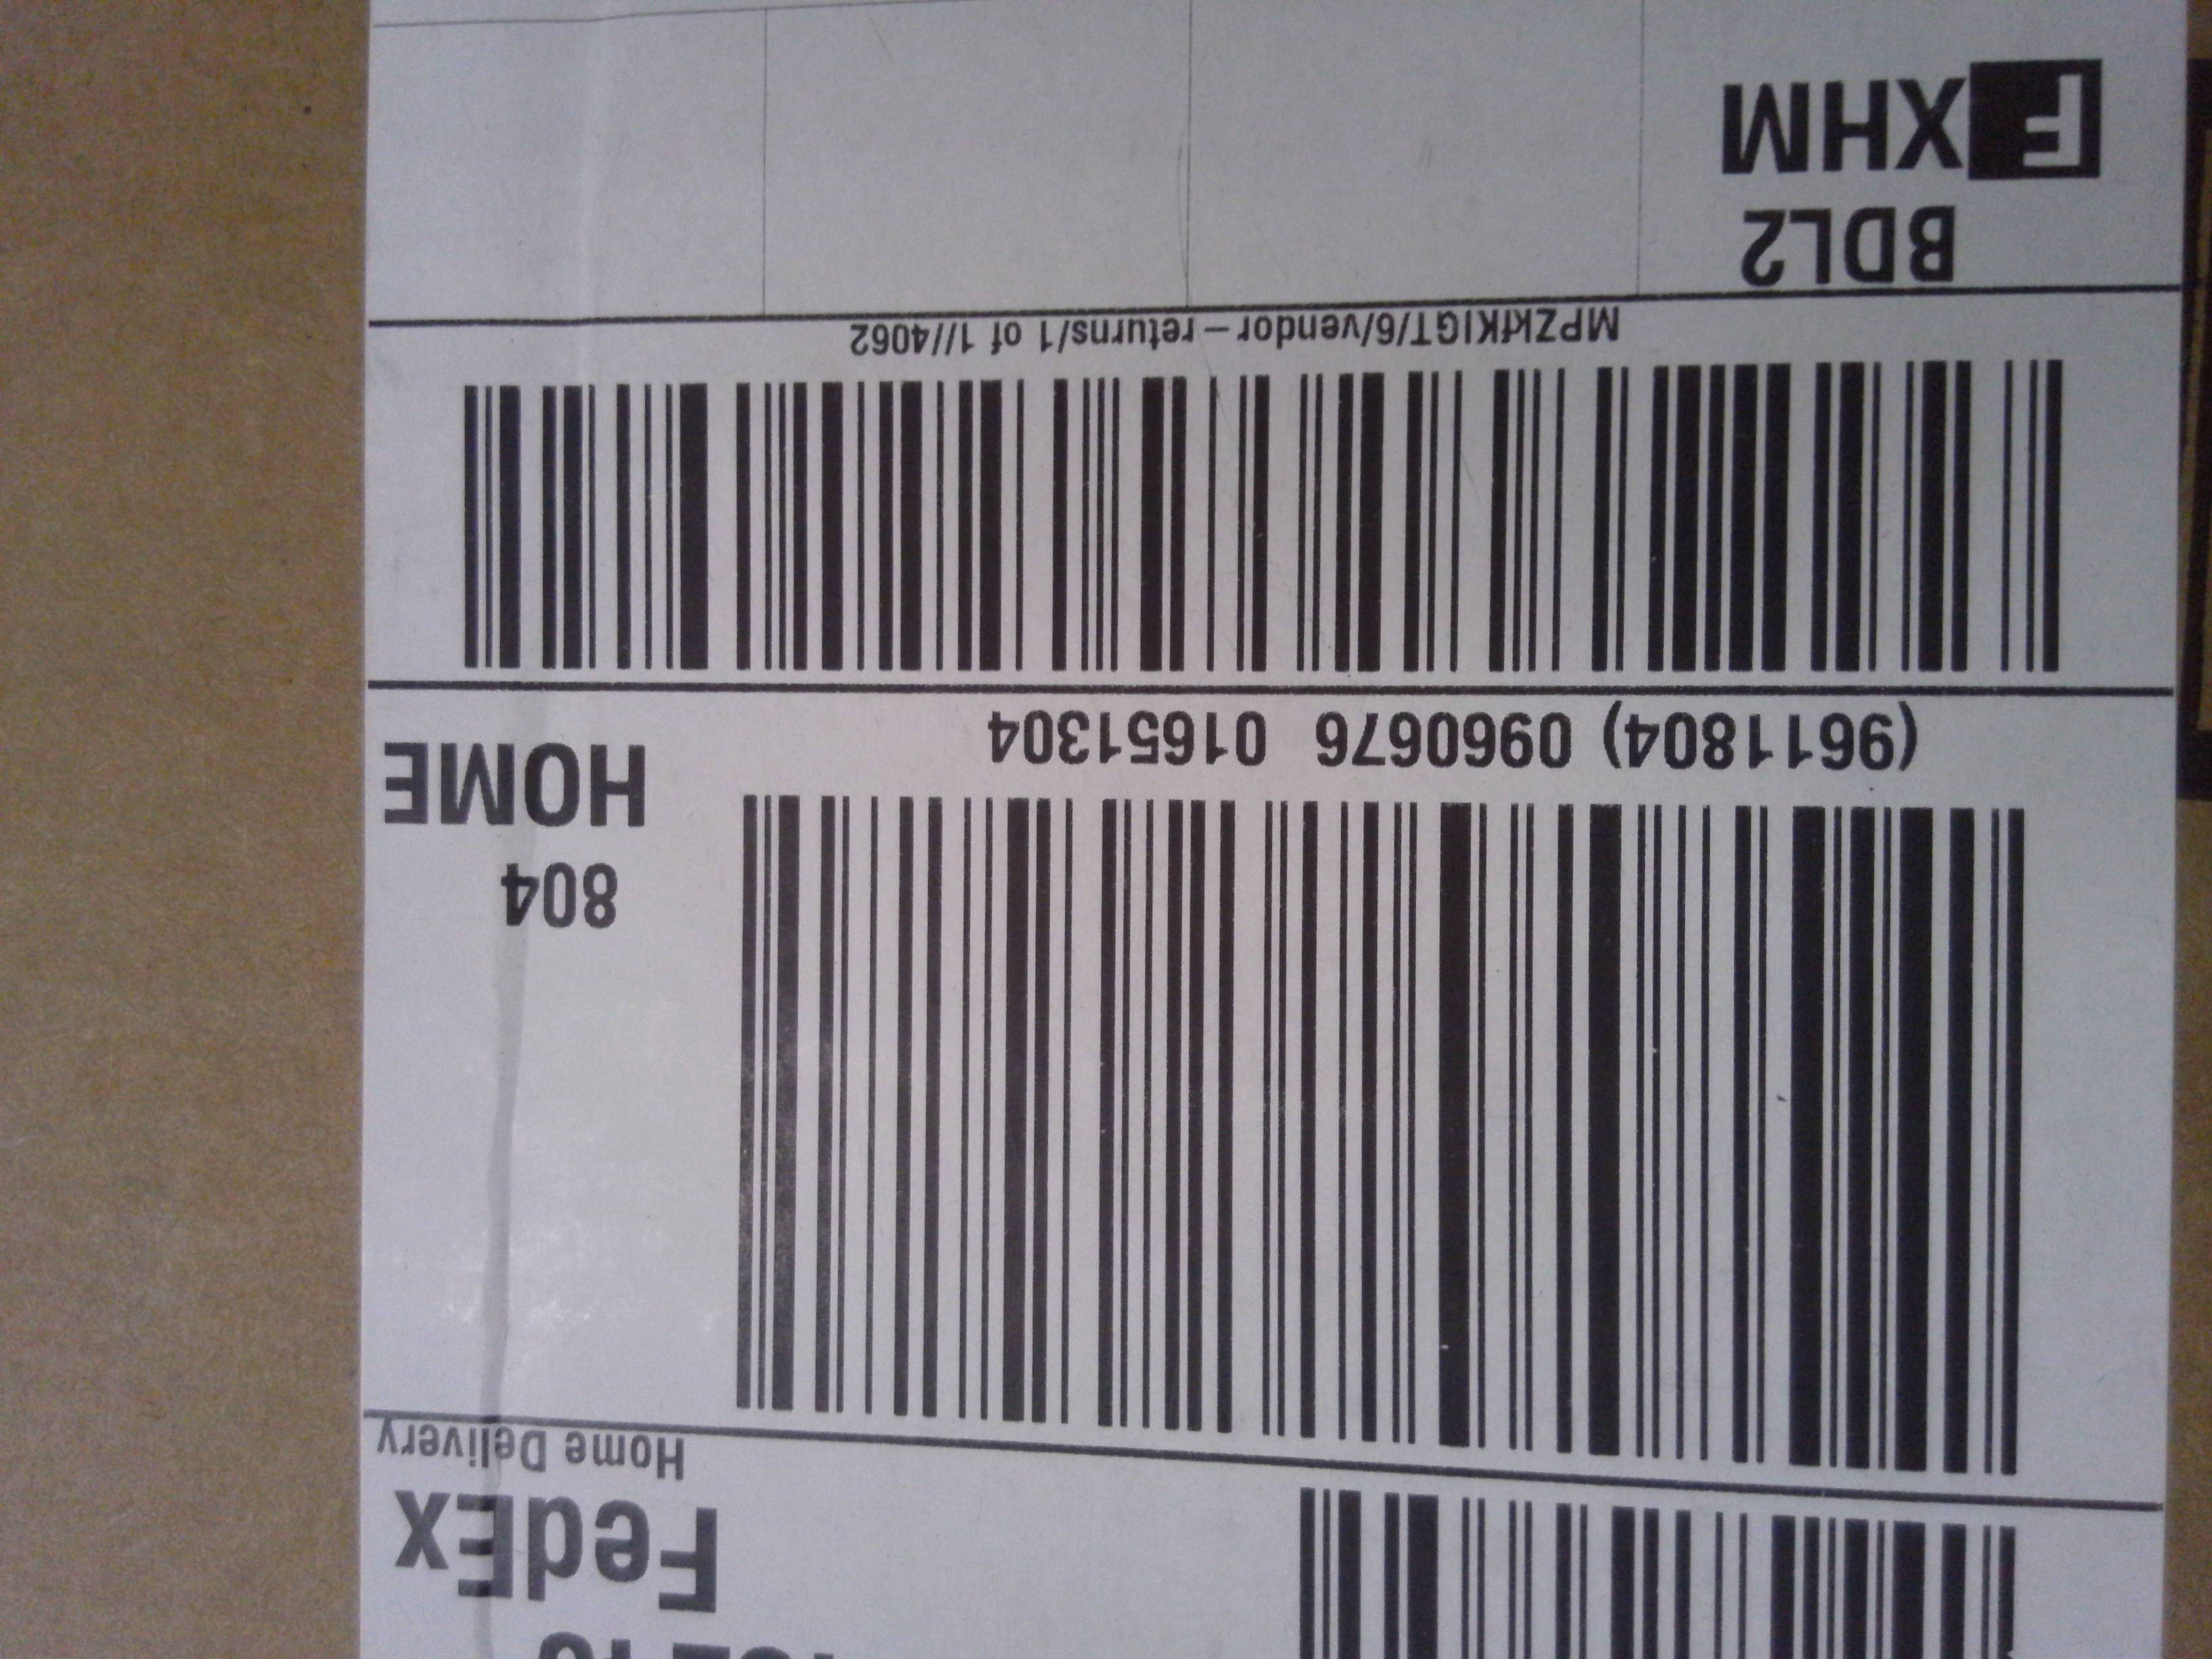 FedEx
Home Delivery
804
HOME
(9611804) 0960676 01651304
MPZkfKIGT/6/vendor-returns/1 of 1//4062
BDL2
F XHM